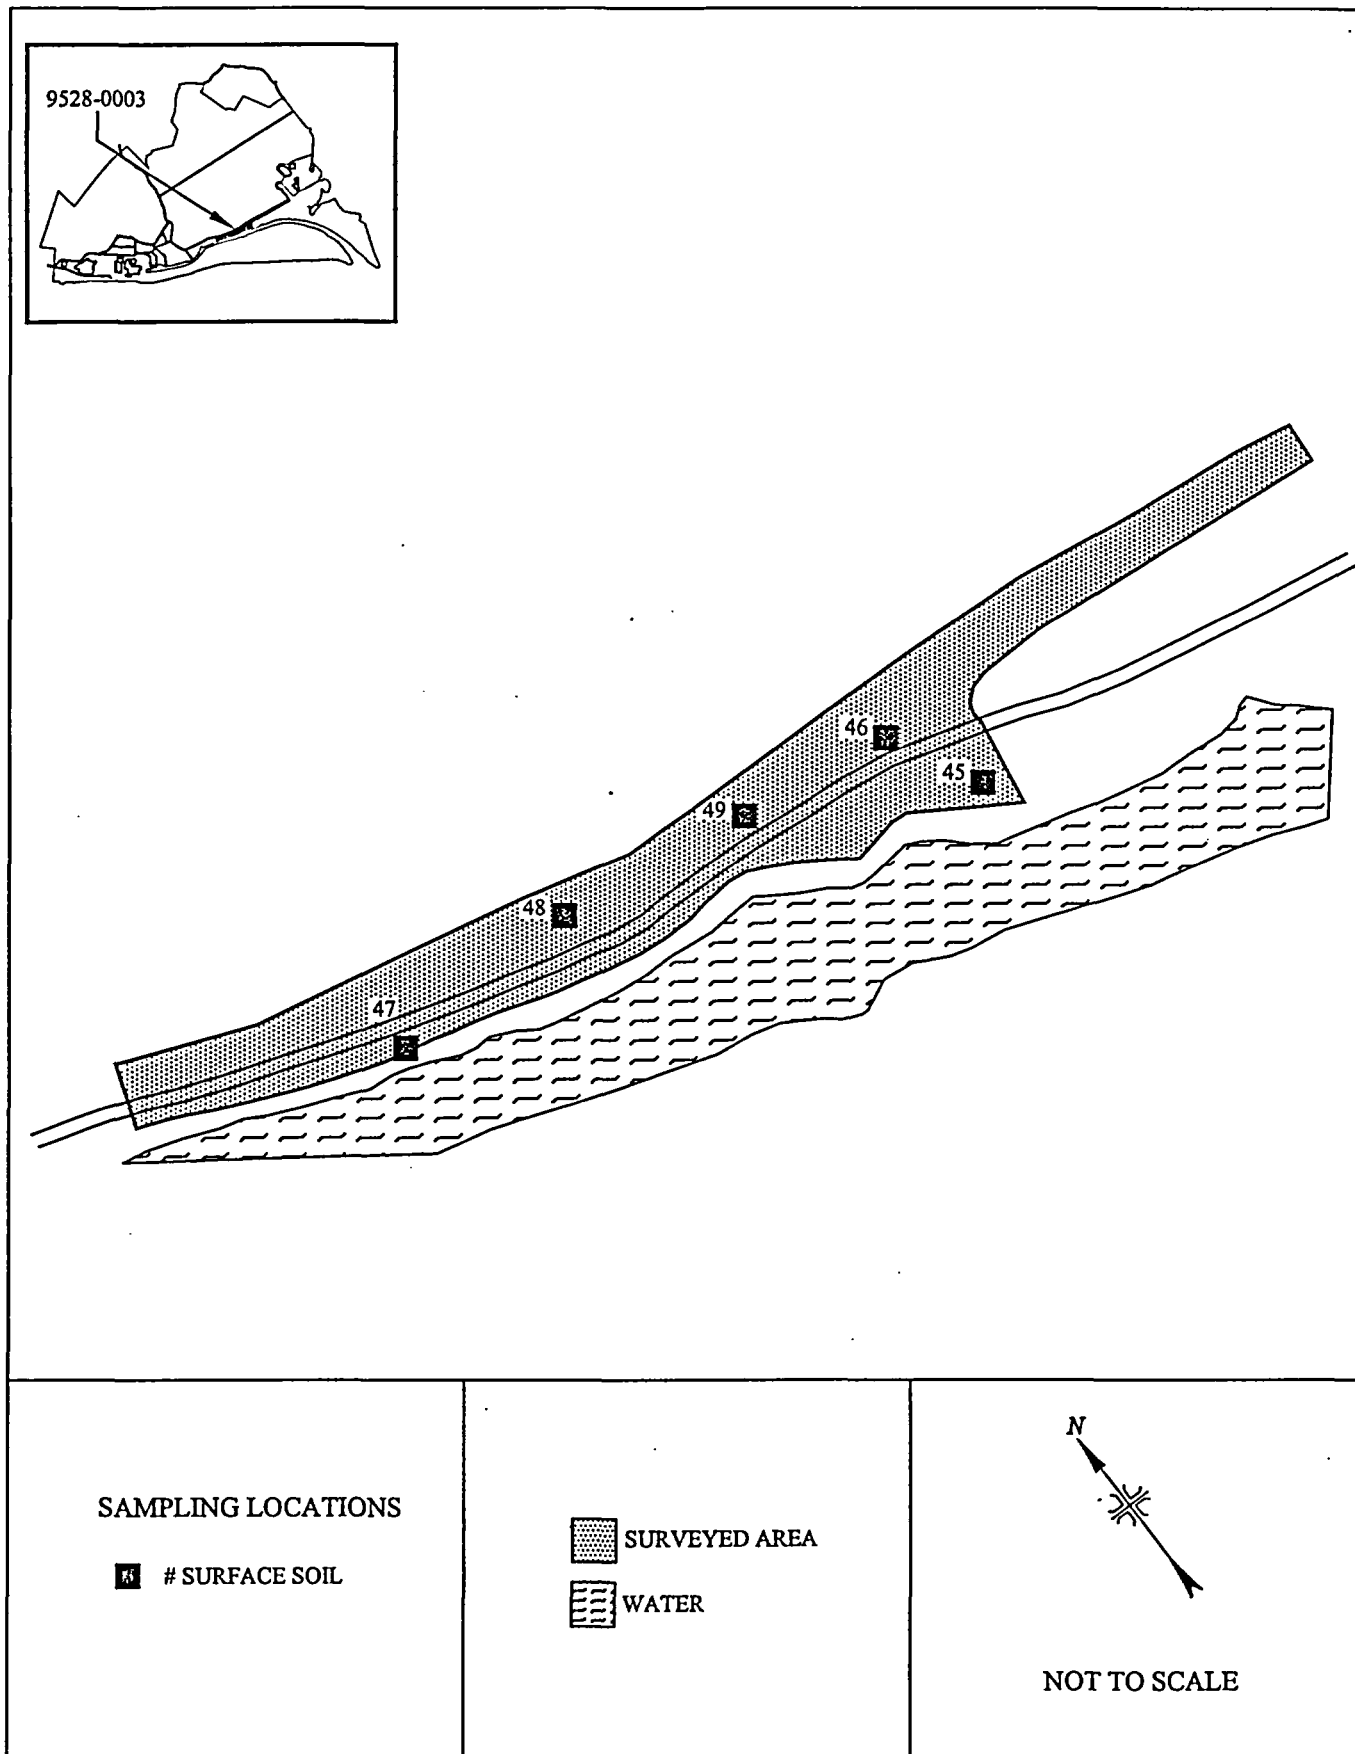 9528-0003
46
45
49
48
47
SAMPLING LOCATIONS
# SURFACE SOIL
SURVEYED AREA
WATER
N
NOT TO SCALE